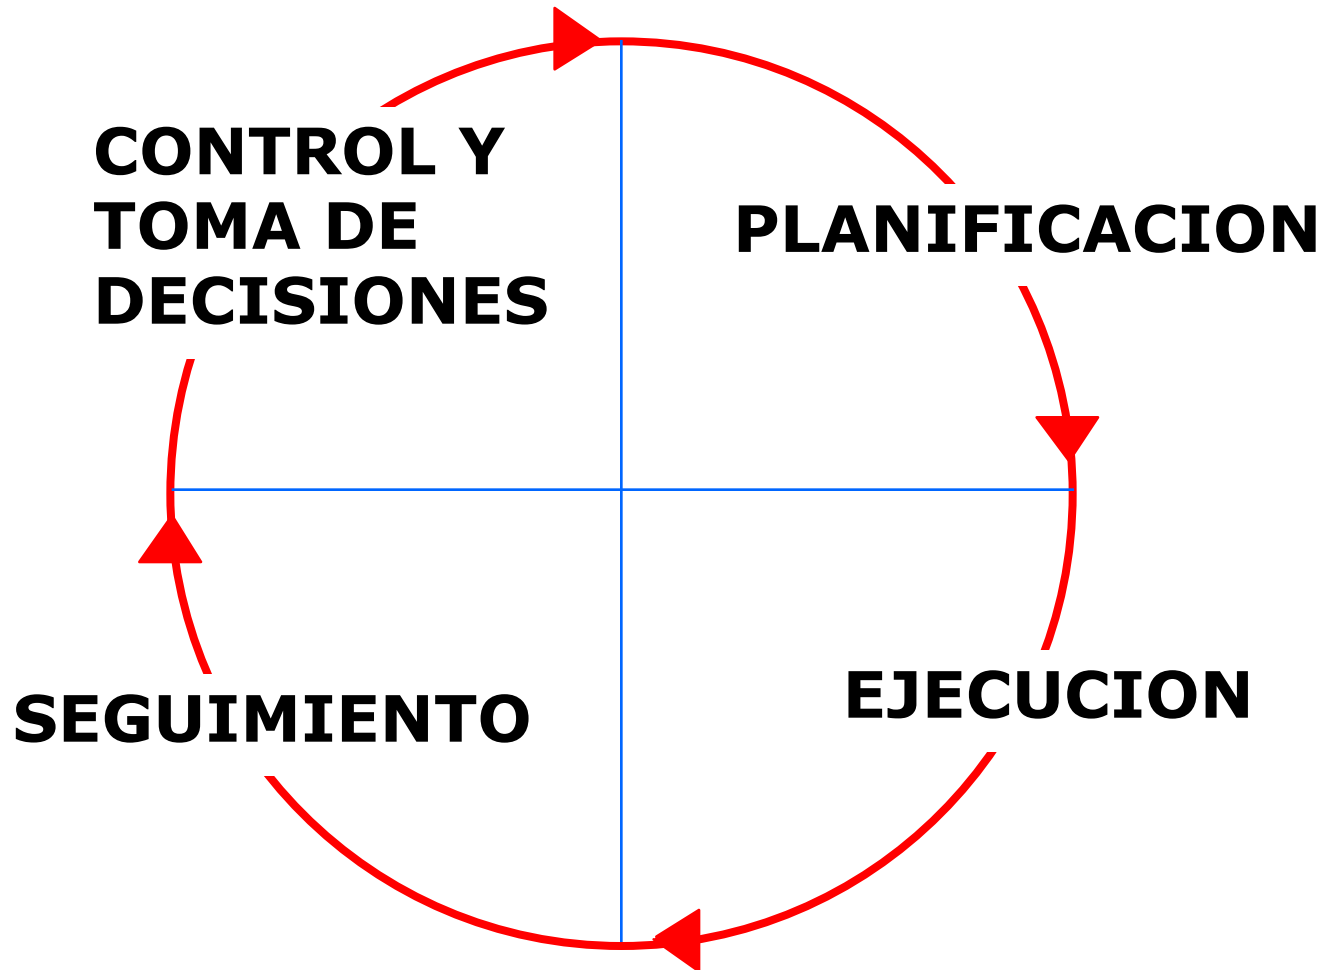 CONTROL Y
TOMA DE
DECISIONES
PLANIFICACION
EJECUCION
SEGUIMIENTO